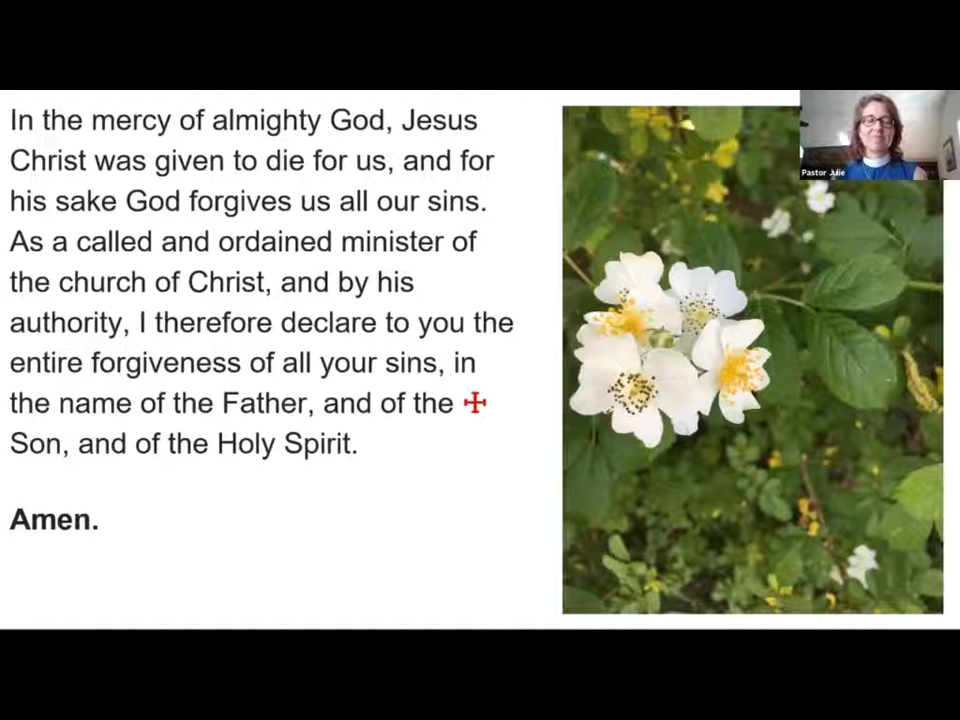 In the mercy of almighty God, Jesus
Christ was given to die for us, and for
his sake God forgives us all our sins.
As a called and ordained minister of
the church of Christ, and by his
authority, I therefore declare to you the
entire forgiveness of all your sins, in
the name of the Father, and of the ☩
Son, and of the Holy Spirit.
Amen.
Pastor Julie